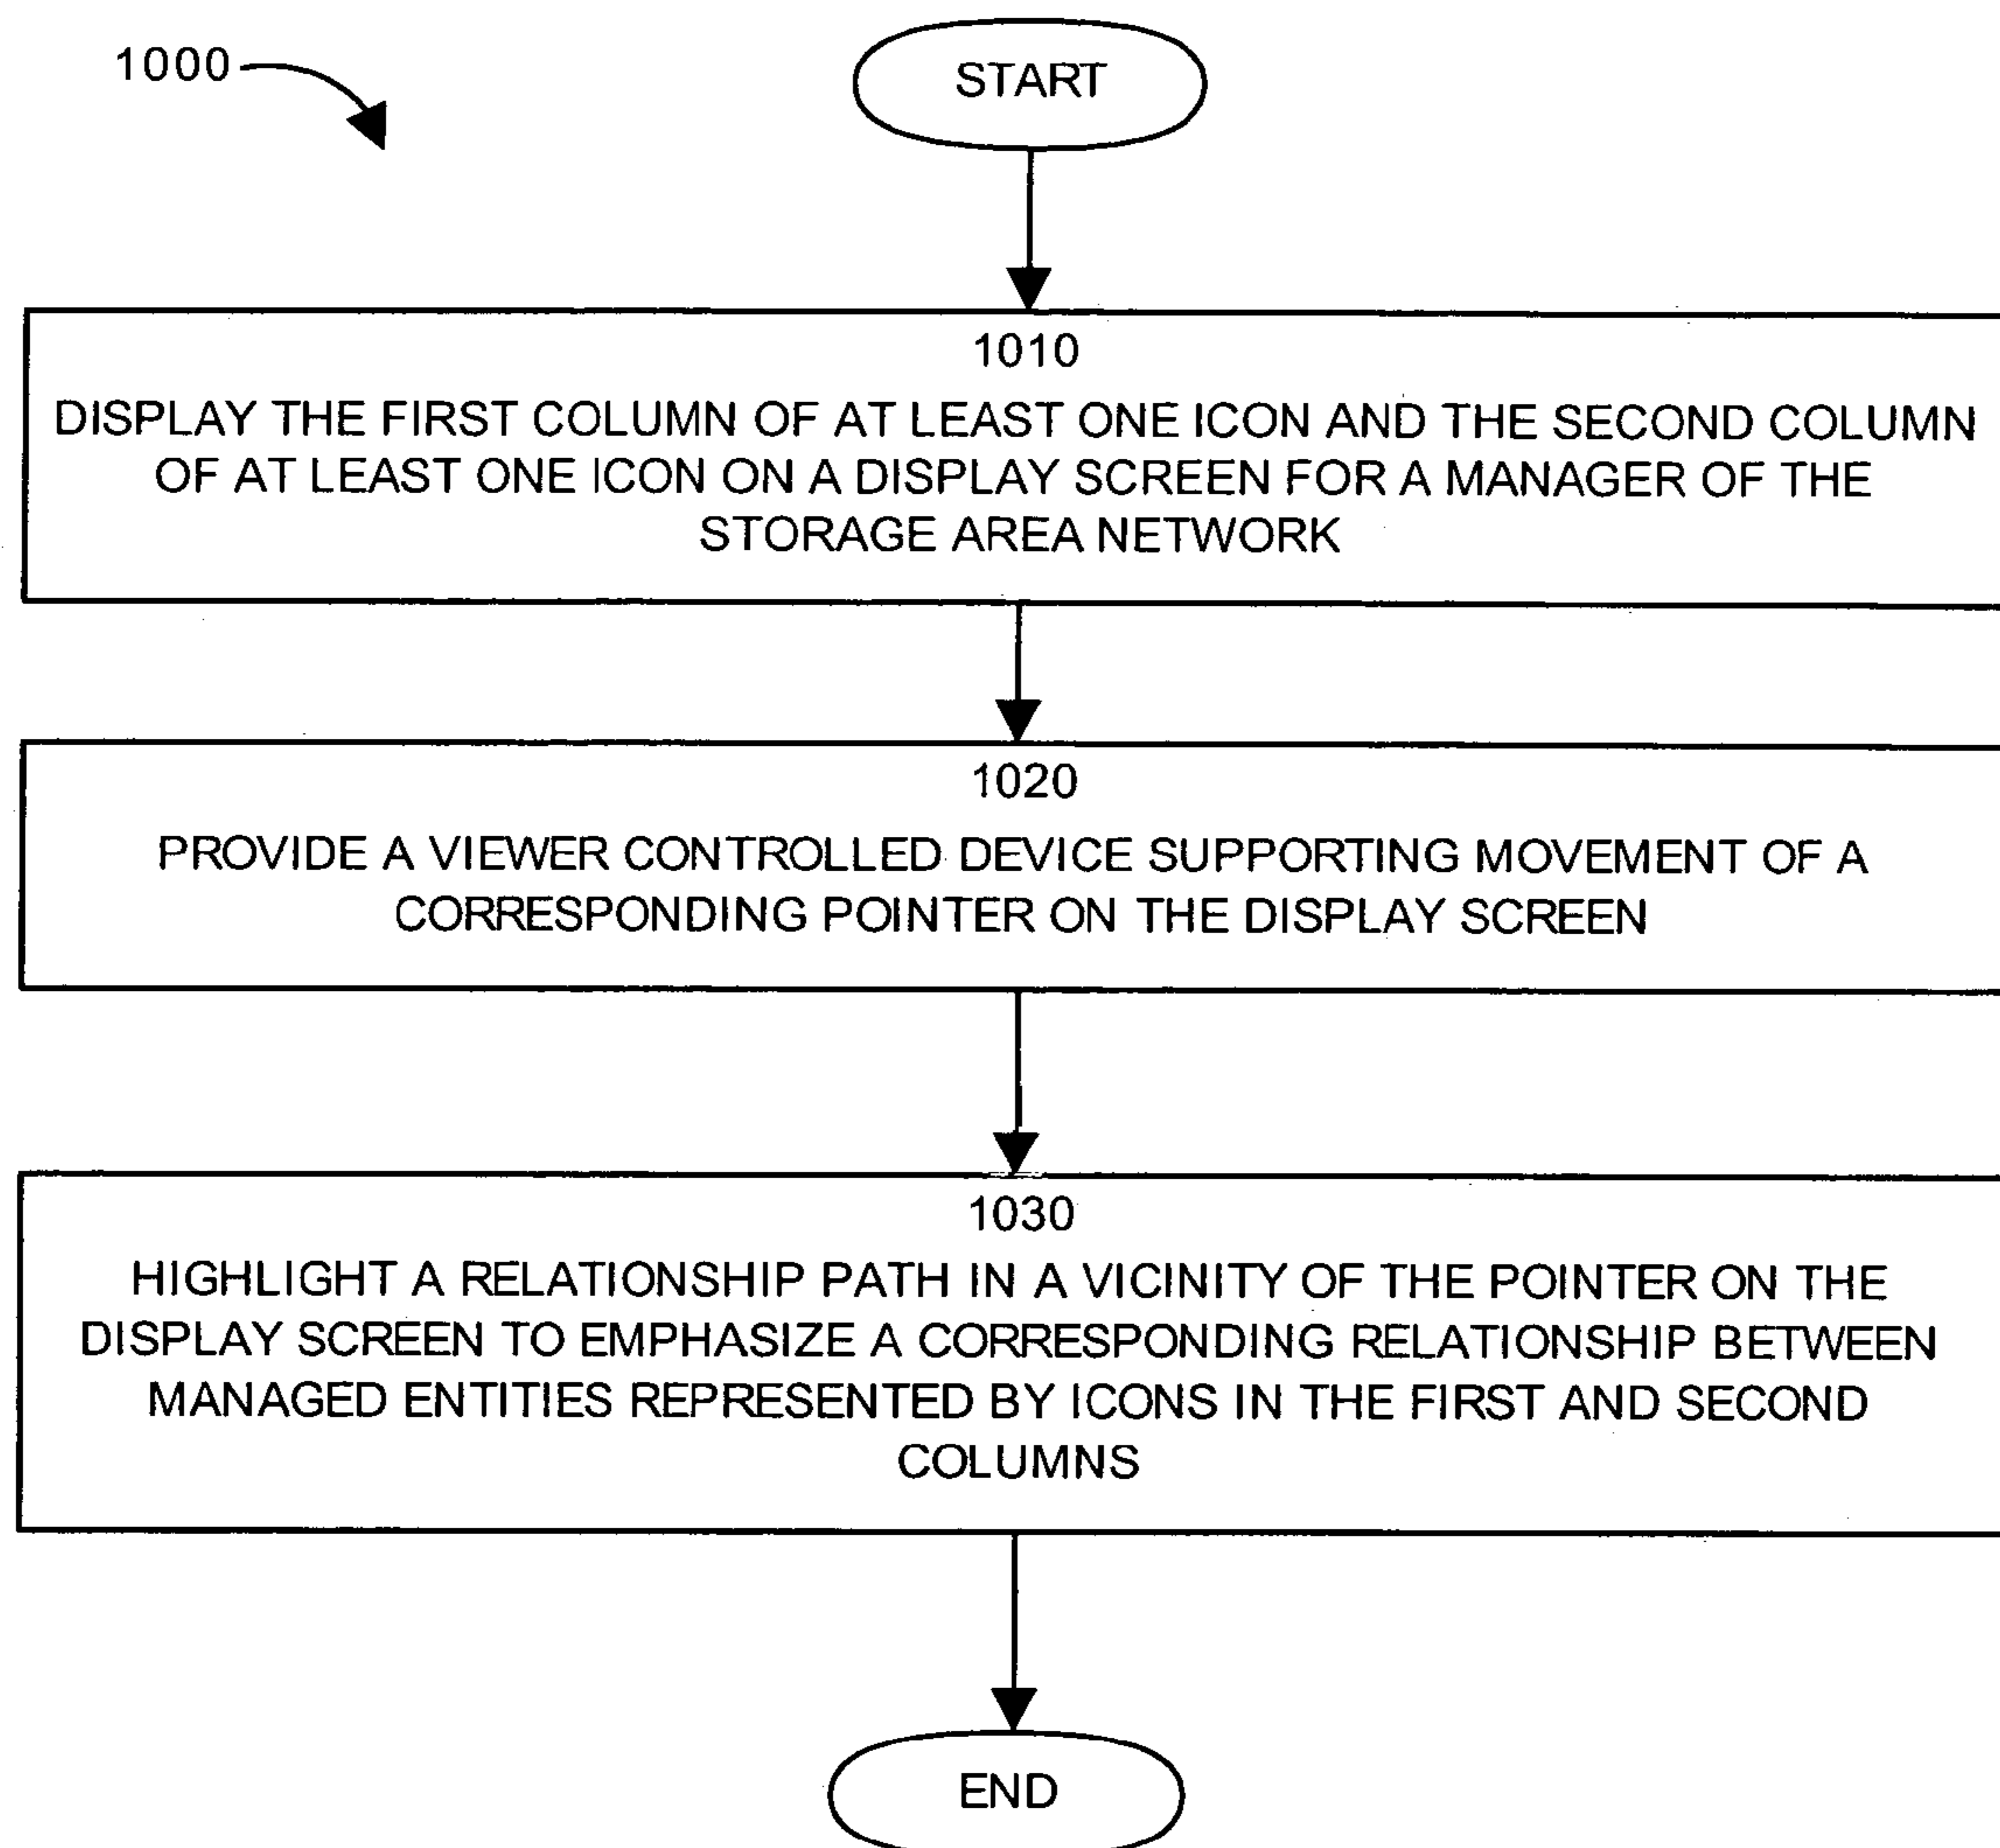 1000
START
1010
DISPLAY THE FIRST COLUMN OF AT LEAST ONE ICON AND THE SECOND COLUMN
OF AT LEAST ONE ICON ON A DISPLAY SCREEN FOR A MANAGER OF THE
STORAGE AREA NETWORK
1020
PROVIDE A VIEWER CONTROLLED DEVICE SUPPORTING MOVEMENT OF A
CORRESPONDING POINTER ON THE DISPLAY SCREEN
1030
HIGHLIGHT A RELATIONSHIP PATH IN A VICINITY OF THE POINTER ON THE
DISPLAY SCREEN TO EMPHASIZE A CORRESPONDING RELATIONSHIP BETWEEN
MANAGED ENTITIES REPRESENTED BY ICONS IN THE FIRST AND SECOND
COLUMNS
END